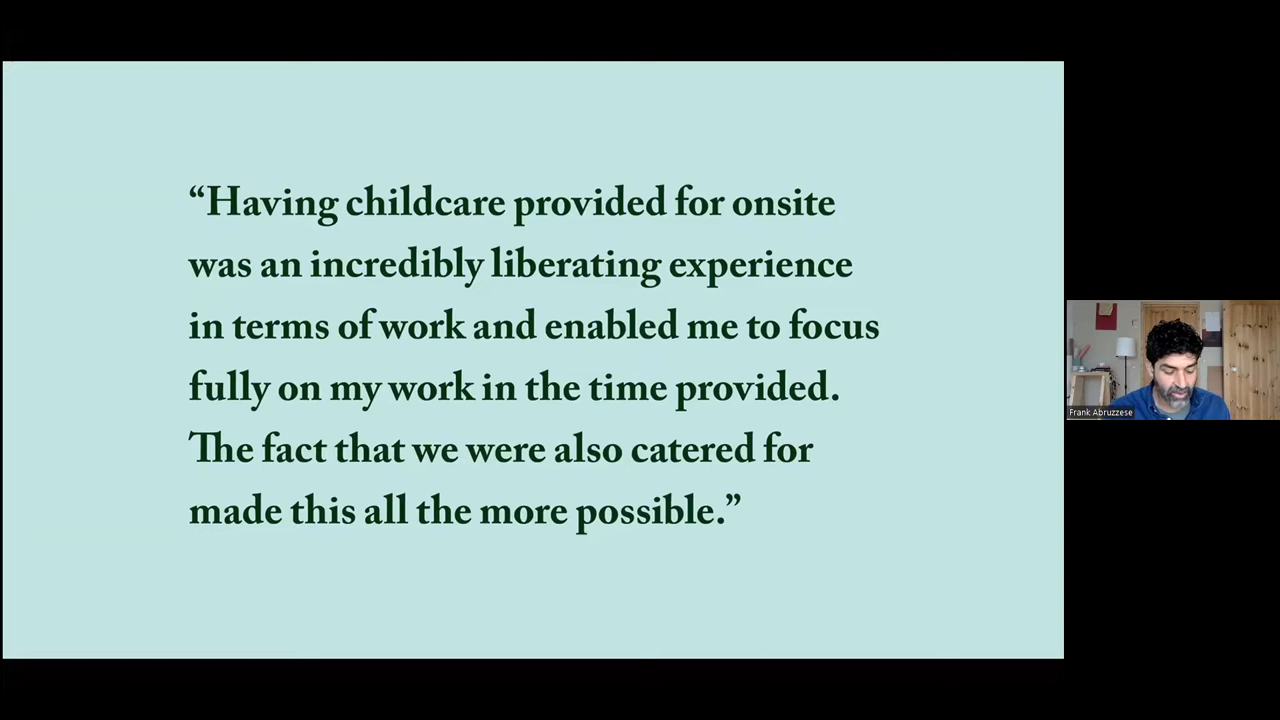 “Having childcare provided for onsite
was an incredibly liberating experience
in terms of work and enabled me to focus
fully on my work in the time provided.
The fact that we were also catered for
made this all the more possible.”
Frank Abruzzese